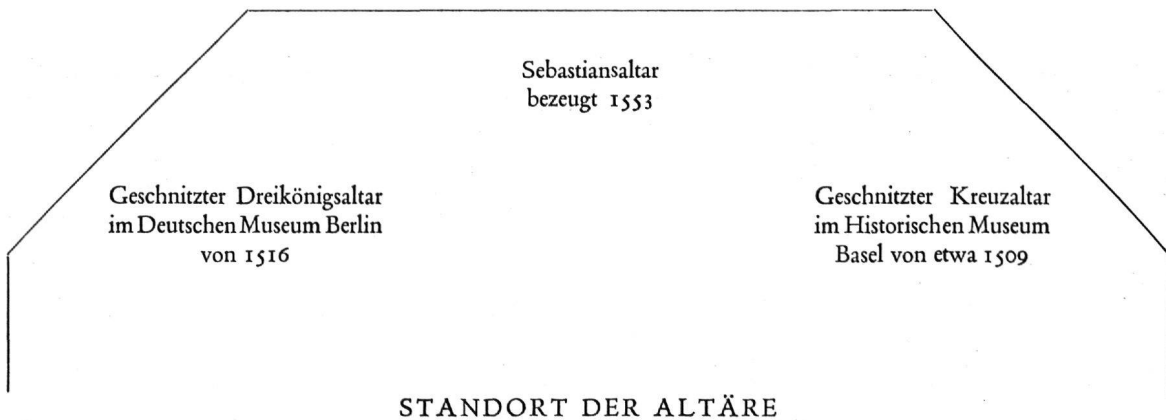 Sebastiansaltar
bezeugt 1553
Geschnitzter Dreikönigsaltar
im Deutschen Museum Berlin
von 1516
Geschnitzter Kreuzaltar
im Historischen Museum
Basel von etwa 1509
STANDORT DER ALTÄRE